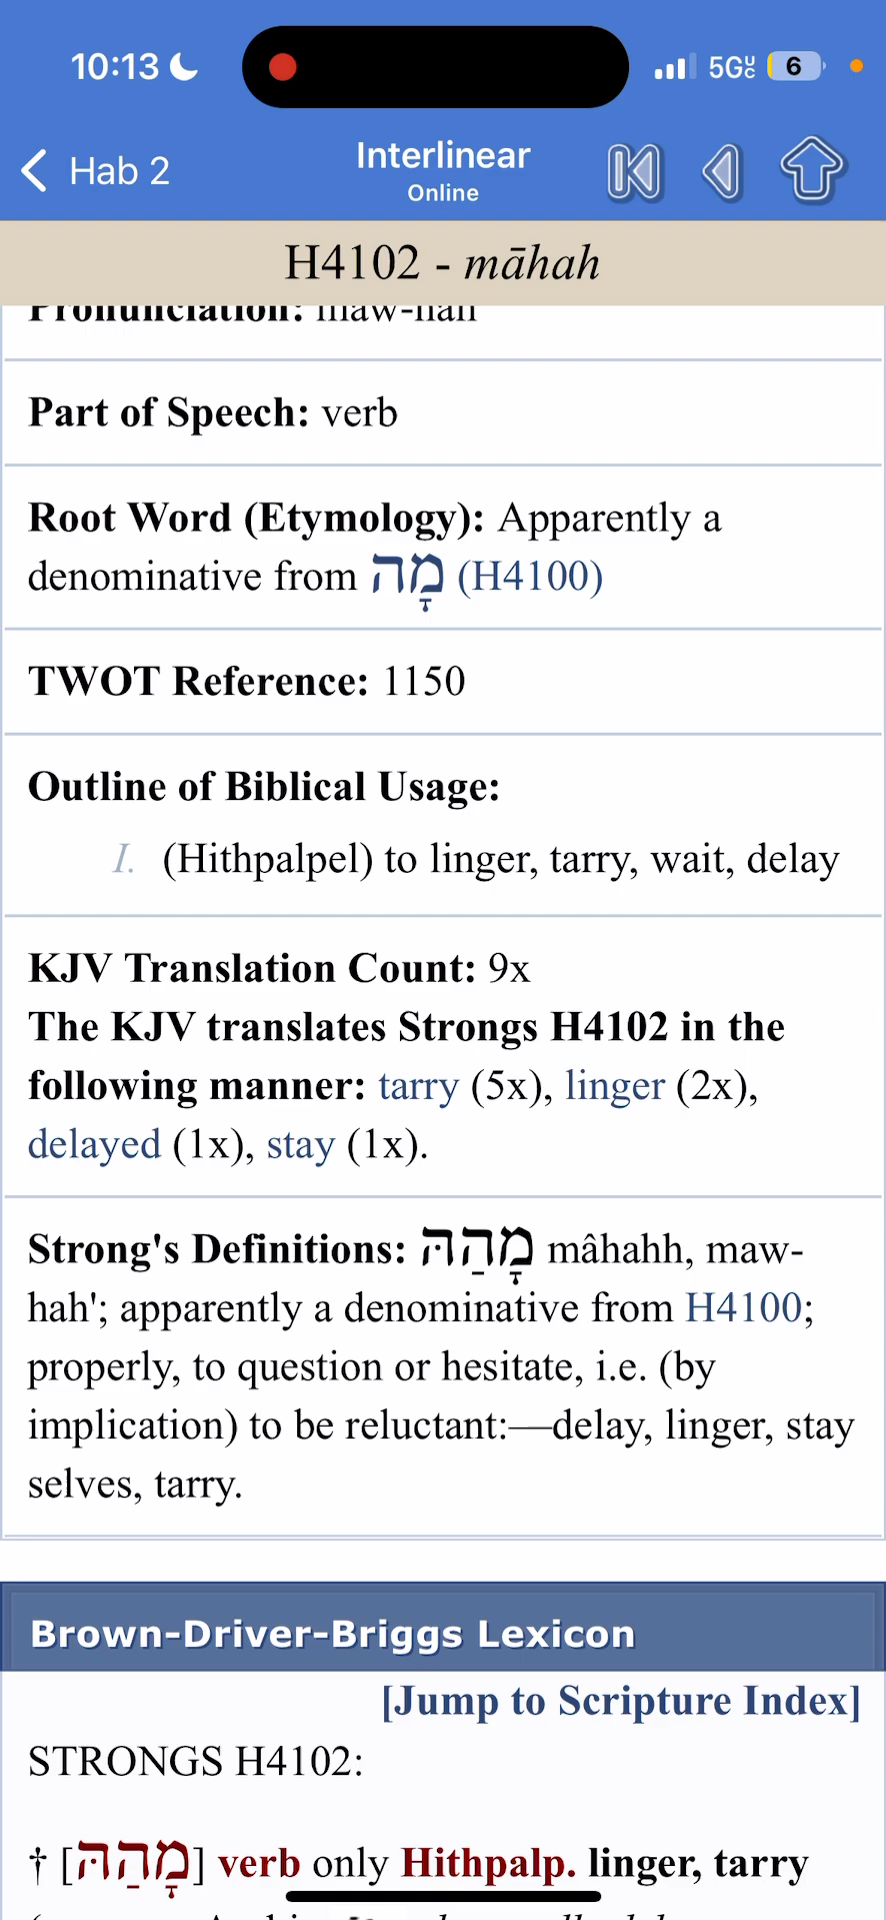 10:13
5G
6
Hab 2
Interlinear
Online
H4102 - māhah
Pronunciation: maw-hah
Part of Speech: verb
Root Word (Etymology): Apparently a
denominative from מָה (H4100)
TWOT Reference: 1150
Outline of Biblical Usage:
I. (Hithpalpel) to linger, tarry, wait, delay
KJV Translation Count: 9x
The KJV translates Strongs H4102 in the
following manner: tarry (5x), linger (2x),
delayed (1x), stay (1x).
Strong's Definitions: מָהַהּ mâhahh, maw-
hah'; apparently a denominative from H4100;
properly, to question or hesitate, i.e. (by
implication) to be reluctant:—delay, linger, stay
selves, tarry.
Brown-Driver-Briggs Lexicon
[Jump to Scripture Index]
STRONGS H4102:
† [מָהַהּ] verb only Hithpalp. linger, tarry